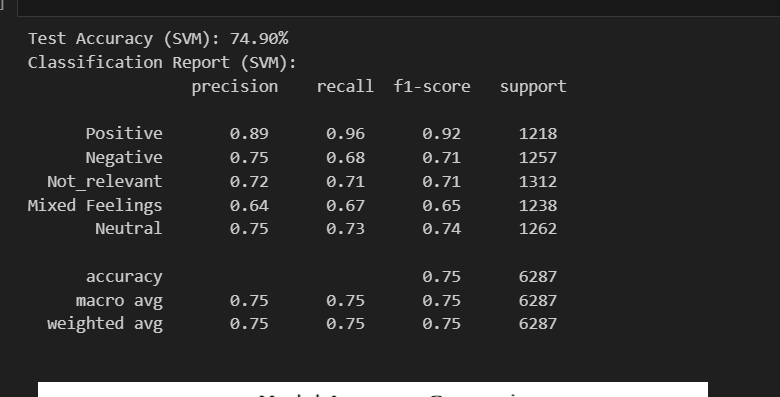 Test Accuracy (SVM): 74.90%
Classification Report (SVM):
precision recall f1-score support
Positive 0.89 0.96 0.92 1218
Negative 0.75 0.68 0.71 1257
Not_relevant 0.72 0.71 0.71 1312
Mixed Feelings 0.64 0.67 0.65 1238
Neutral 0.75 0.73 0.74 1262
accuracy 0.75 6287
macro avg 0.75 0.75 0.75 6287
weighted avg 0.75 0.75 0.75 6287